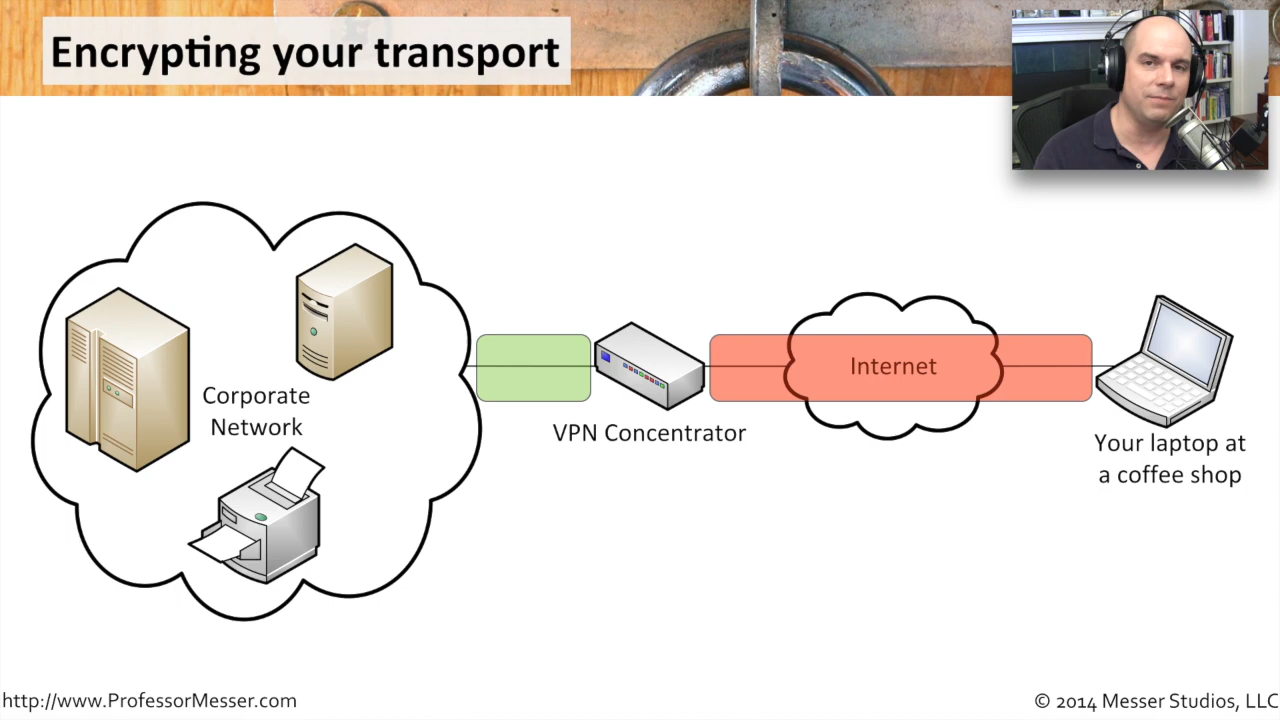 Encrypting your transport
Corporate
Network
VPN Concentrator
Internet
Your laptop at
a coffee shop
http://www.ProfessorMesser.com
© 2014 Messer Studios, LLC